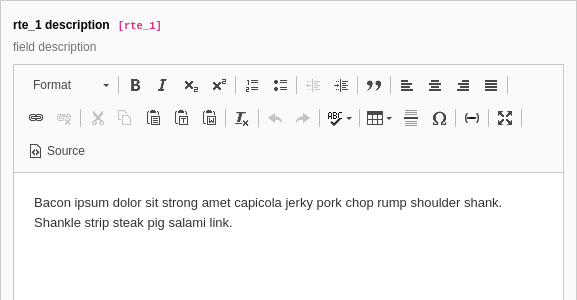 rte_1 description [rte_1]
field description
Format
Source
Bacon ipsum dolor sit strong amet capicola jerky pork chop rump shoulder shank.
Shankle strip steak pig salami link.